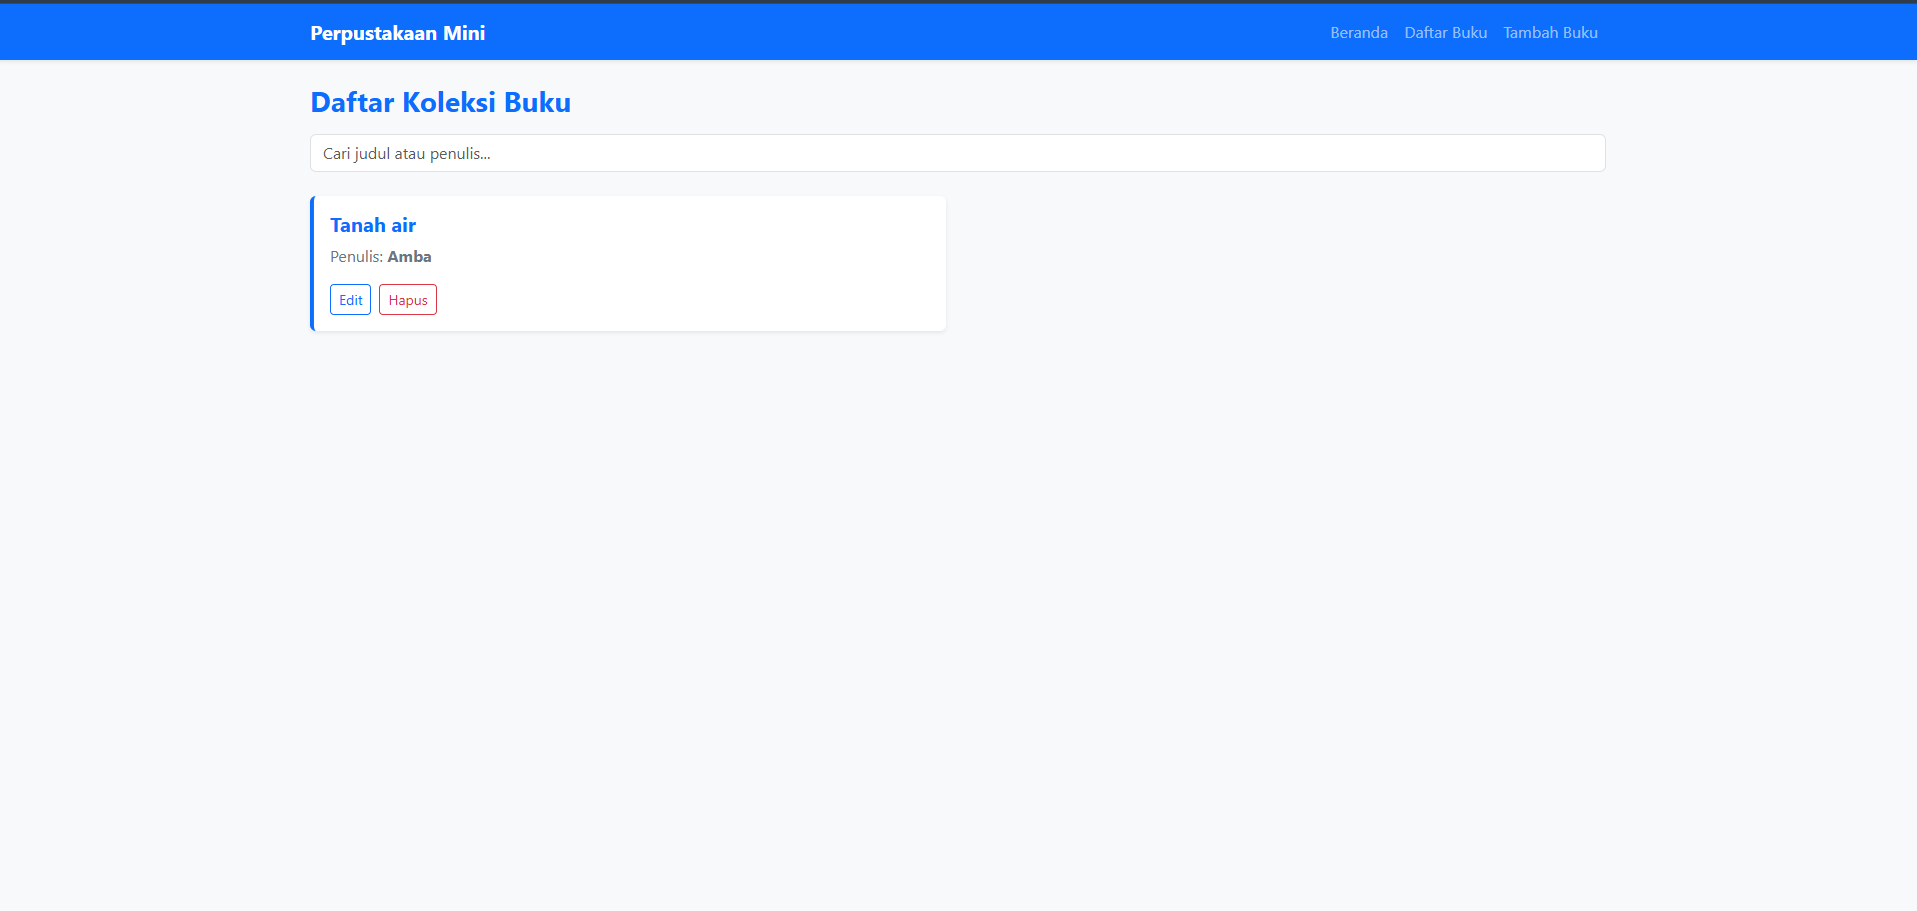 Perpustakaan Mini
Beranda Daftar Buku Tambah Buku
Daftar Koleksi Buku
Cari judul atau penulis...
Tanah air
Penulis: Amba
Edit Hapus